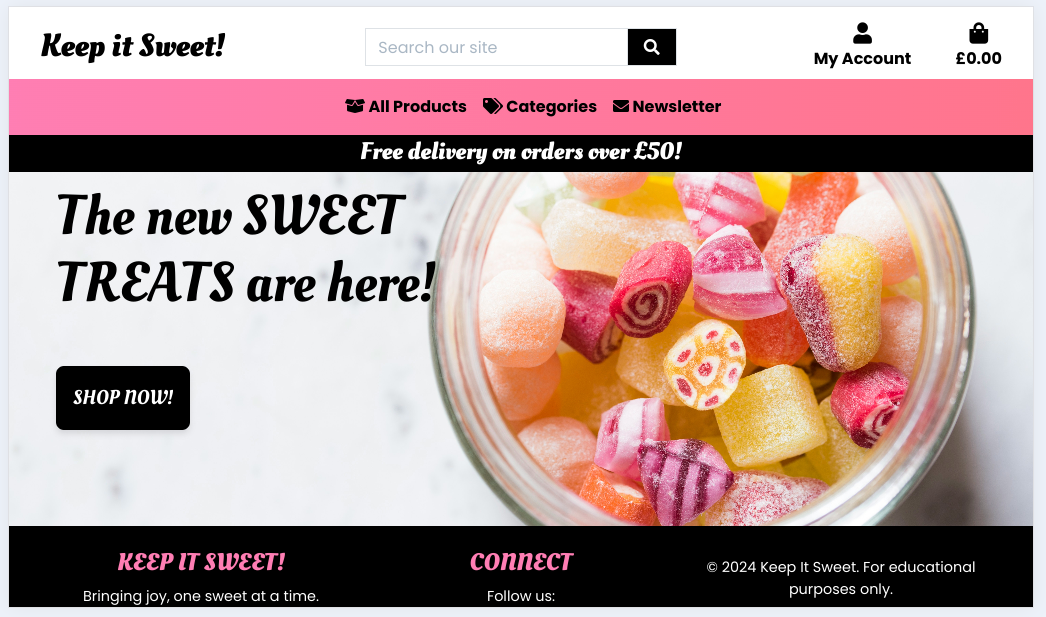 Keep it Sweet!
Search our site
My Account
£0.00
All Products
Categories
Newsletter
Free delivery on orders over £50!
The new SWEET
TREATS are here!
SHOP NOW!
KEEP IT SWEET!
Bringing joy, one sweet at a time.
CONNECT
Follow us:
© 2024 Keep It Sweet. For educational
purposes only.